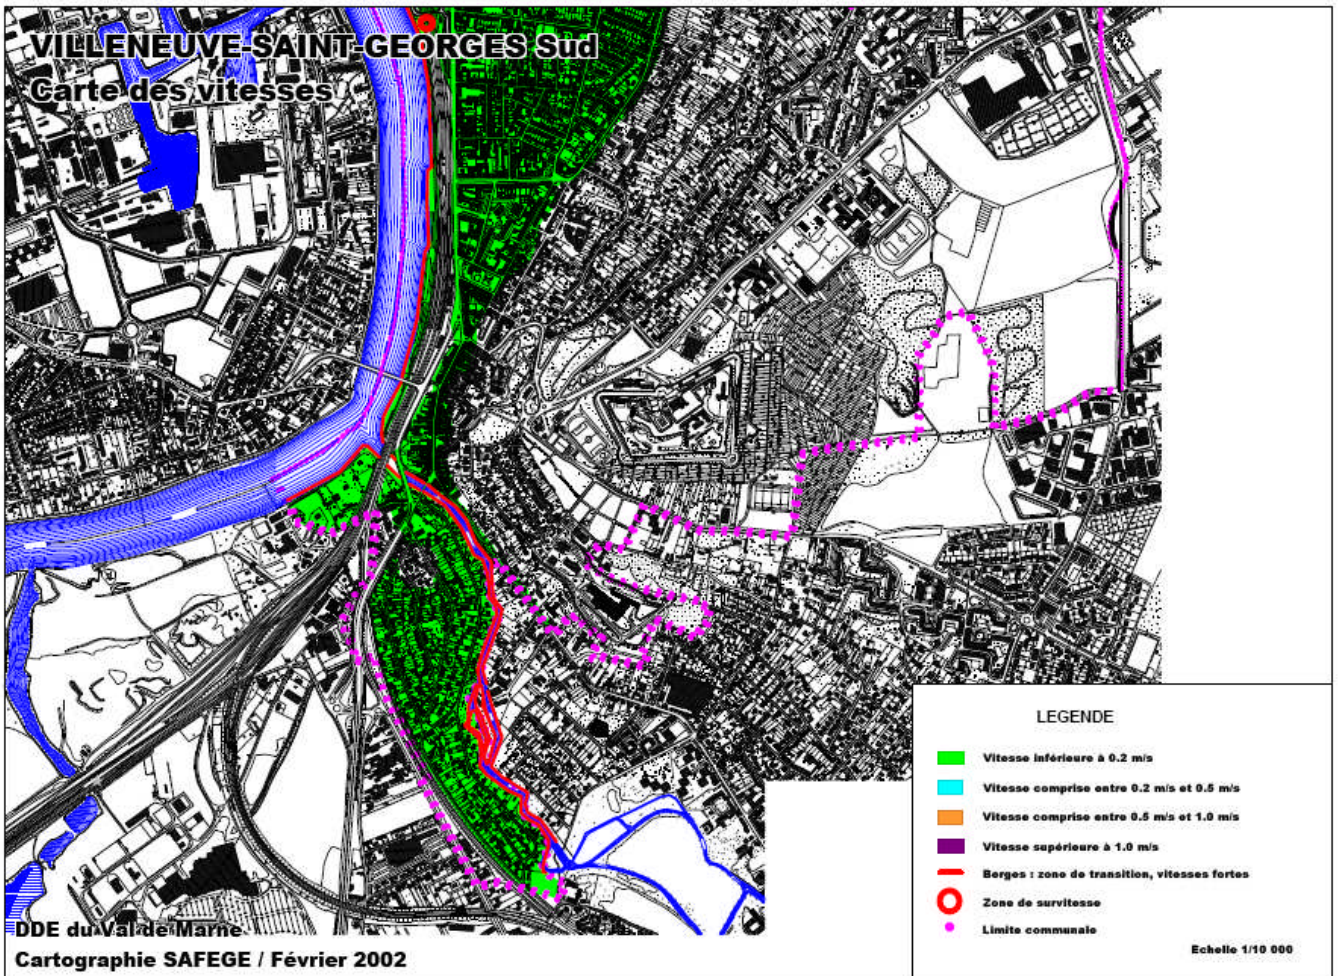 VILLENEUVE-SAINT-GEORGES Sud
Carte des vitesses
LEGENDE
Vitesse inférieure à 0.2 m/s
Vitesse comprise entre 0.2 m/s et 0.5 m/s
Vitesse comprise entre 0.5 m/s et 1.0 m/s
Vitesse supérieure à 1.0 m/s
Berges : zone de transition, vitesses fortes
Zone de survitesse
Limite communale
Echelle 1/10 000
DDE du Val de Marne
Cartographie SAFEGE / Février 2002